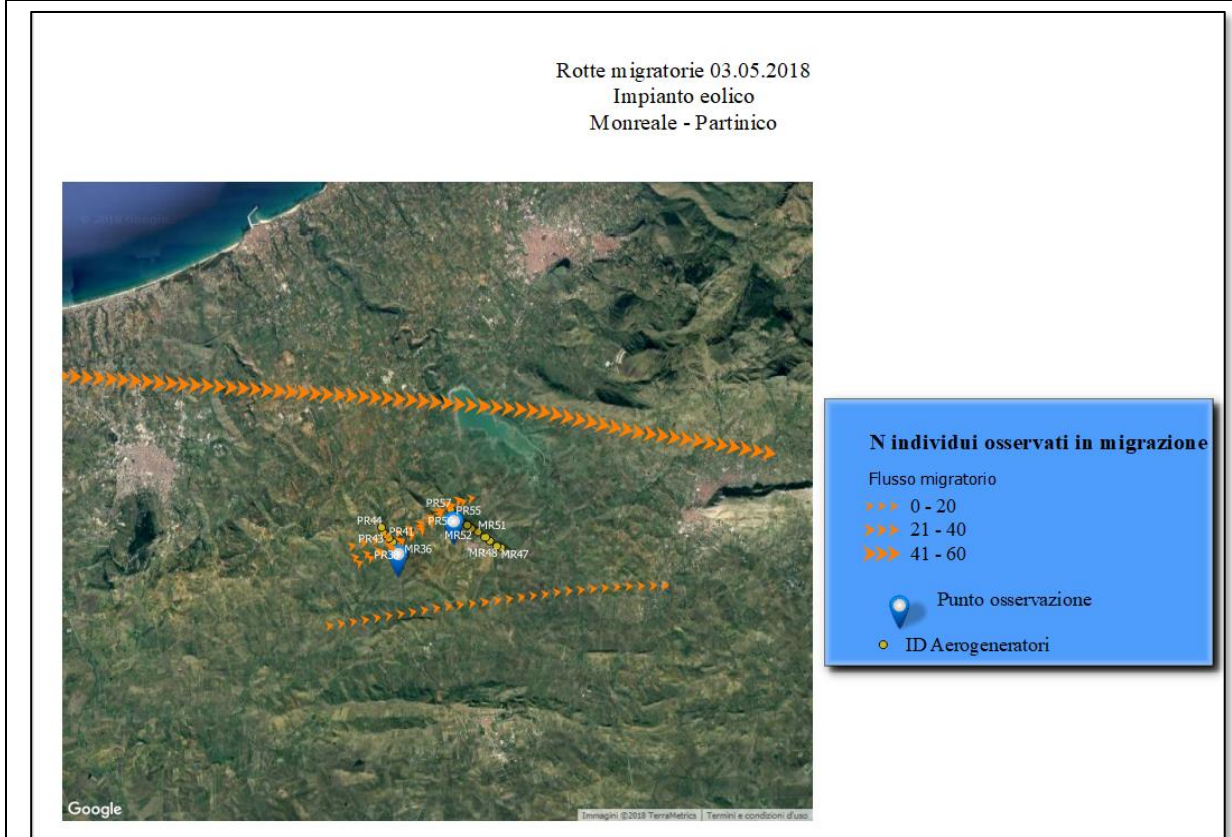 Rotte migratorie 03.05.2018
Impianto eolico
Monreale - Partinico
© 2018 Google
N individui osservati in migrazione
Flusso migratorio
0 - 20
21 - 40
41 - 60
Punto osservazione
ID Aerogeneratori
PR57
PR55
PR44
MR51
PR43
PR41
MR52
MR36
MR48
MR47
Google
Immagini ©2018 TerraMetrics
Termini e condizioni d'uso